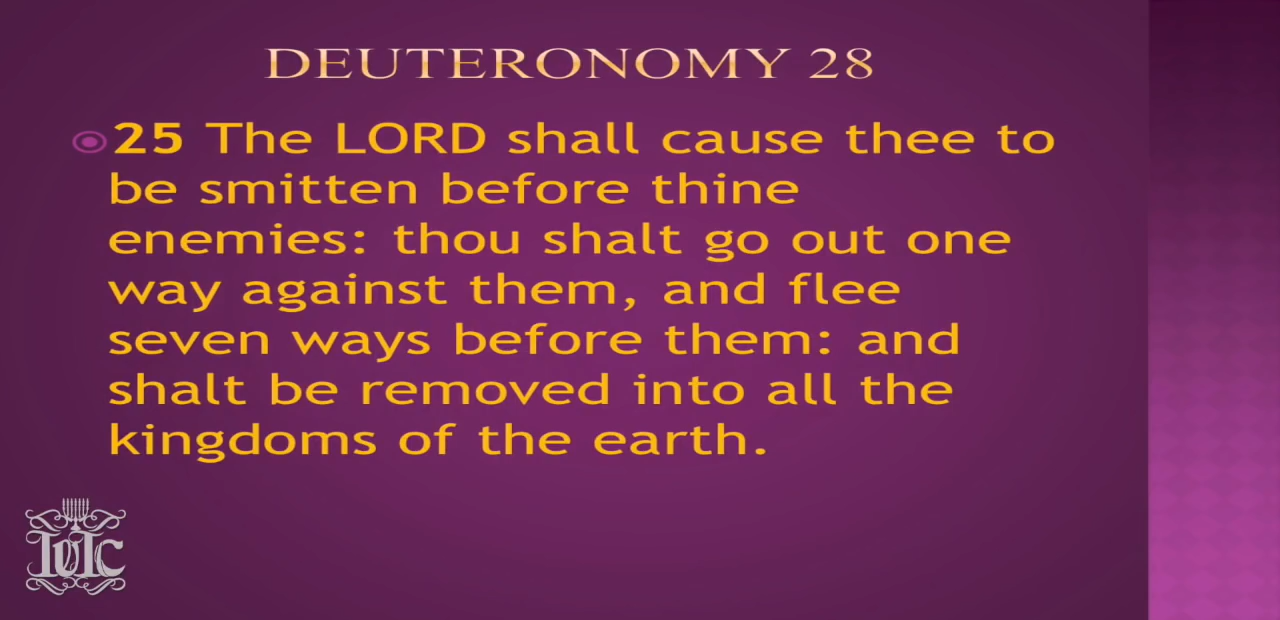 DEUTERONOMY 28
25 The LORD shall cause thee to
be smitten before thine
enemies: thou shalt go out one
way against them, and flee
seven ways before them: and
shalt be removed into all the
kingdoms of the earth.
IUIC